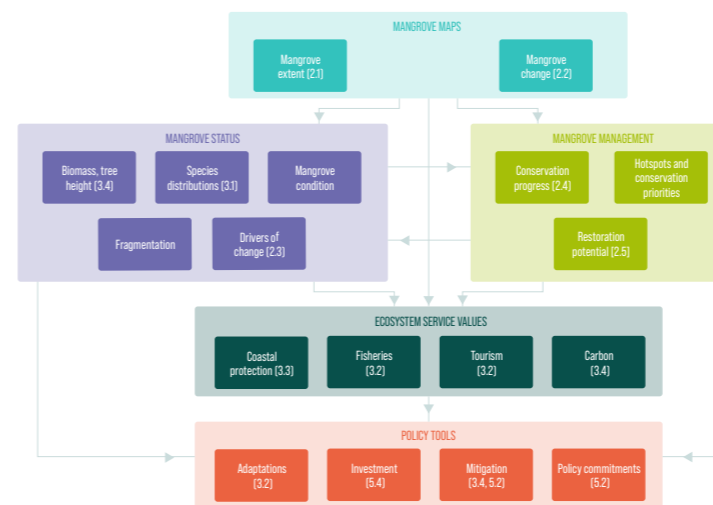 MANGROVE MAPS
Mangrove
extent [2.1]
Mangrove
change [2.2]
MANGROVE STATUS
Biomass, tree
height [3.4]
Species
distributions [3.1]
Mangrove
condition
Fragmentation
Drivers of
change [2.3]
MANGROVE MANAGEMENT
Conservation
progress [2.4]
Hotspots and
conservation
priorities
Restoration
potential [2.5]
ECOSYSTEM SERVICE VALUES
Coastal
protection [3.3]
Fisheries
[3.2]
Tourism
[3.2]
Carbon
[3.4]
POLICY TOOLS
Adaptations
[3.2]
Investment
[5.4]
Mitigation
[3.4, 5.2]
Policy commitments
[5.2]